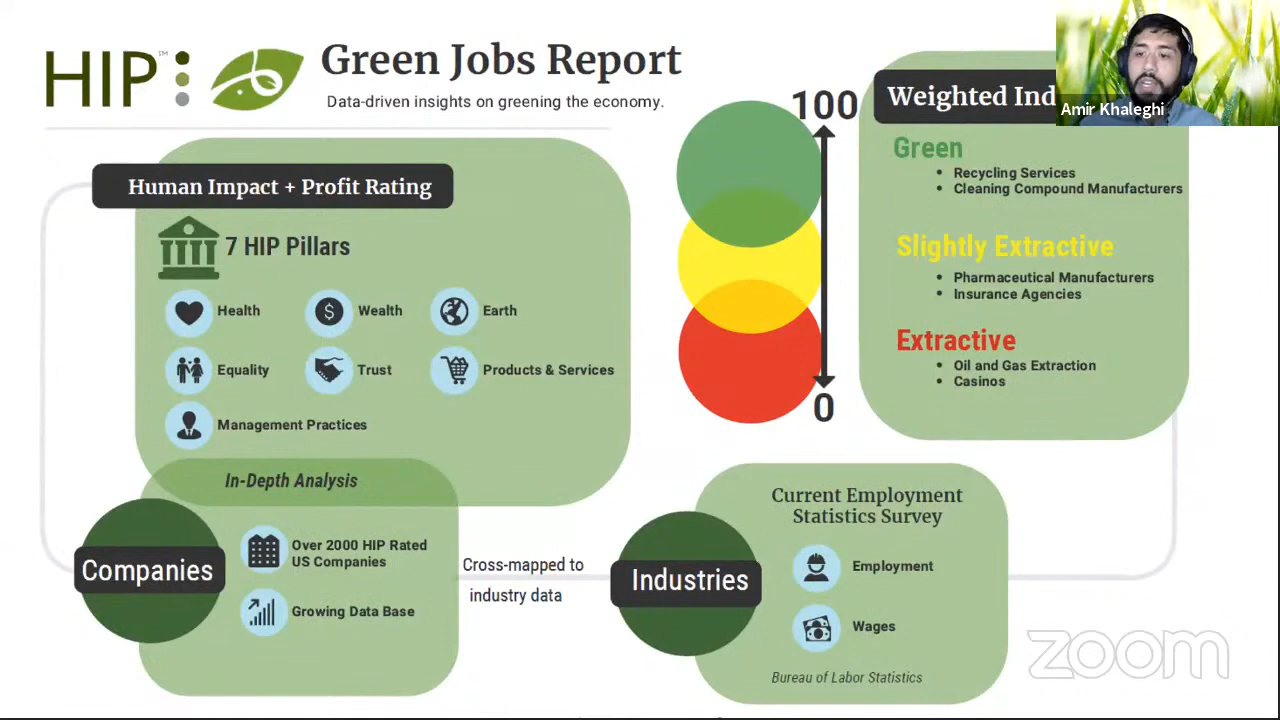 HIP SM
Green Jobs Report
Data-driven insights on greening the economy.
Human Impact + Profit Rating
7 HIP Pillars
Health
Wealth
Earth
Equality
Trust
Products & Services
Management Practices
In-Depth Analysis
Companies
Over 2000 HIP Rated
US Companies
Growing Data Base
Cross-mapped to
industry data
100
0
Weighted Ind
Amir Khaleghi
Green
• Recycling Services
• Cleaning Compound Manufacturers
Slightly Extractive
• Pharmaceutical Manufacturers
• Insurance Agencies
Extractive
• Oil and Gas Extraction
• Casinos
Industries
Current Employment
Statistics Survey
Employment
Wages
Bureau of Labor Statistics
zoom